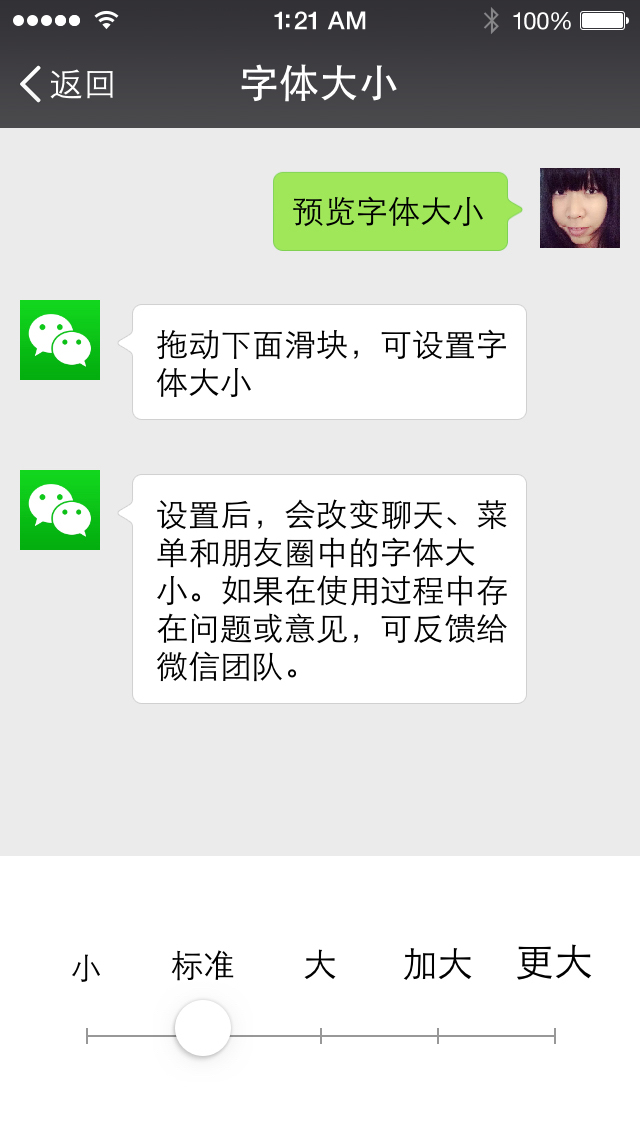 1:21 AM
100%
返回
字体大小
预览字体大小
拖动下面滑块，可设置字
体大小
设置后，会改变聊天、菜
单和朋友圈中的字体大
小。如果在使用过程中存
在问题或意见，可反馈给
微信团队。
小 标准 大 加大 更大